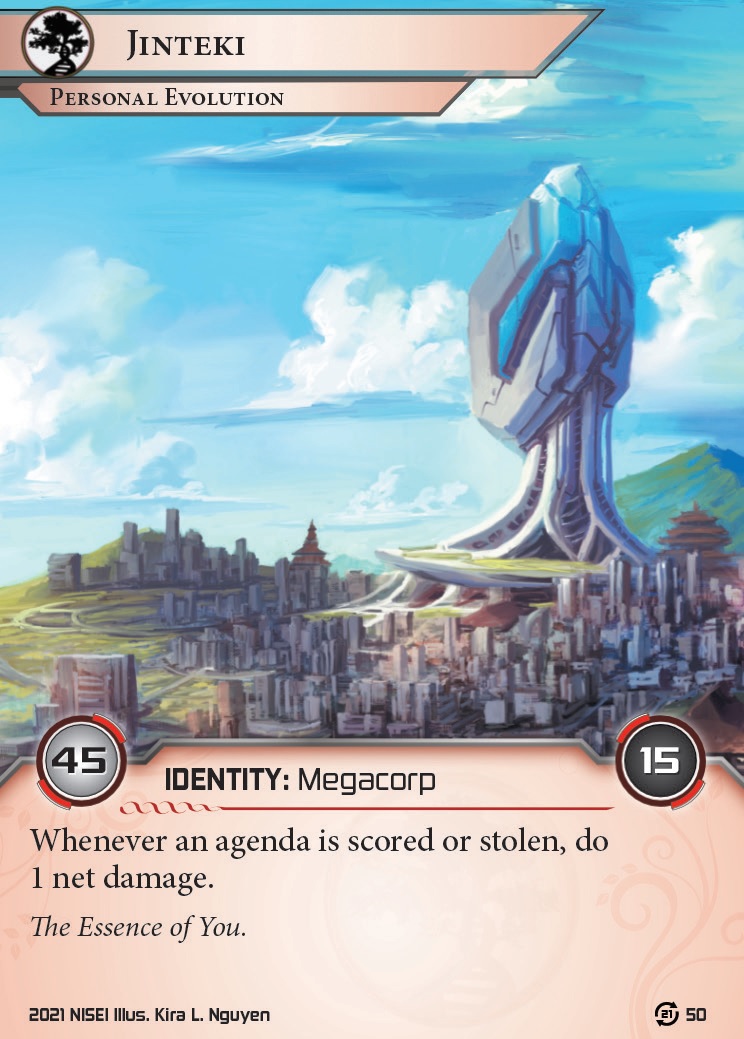 Jinteki
Personal Evolution
45
IDENTITY: Megacorp
15
Whenever an agenda is scored or stolen, do
1 net damage.
The Essence of You.
2021 NISEI Illus. Kira L. Nguyen
21 50